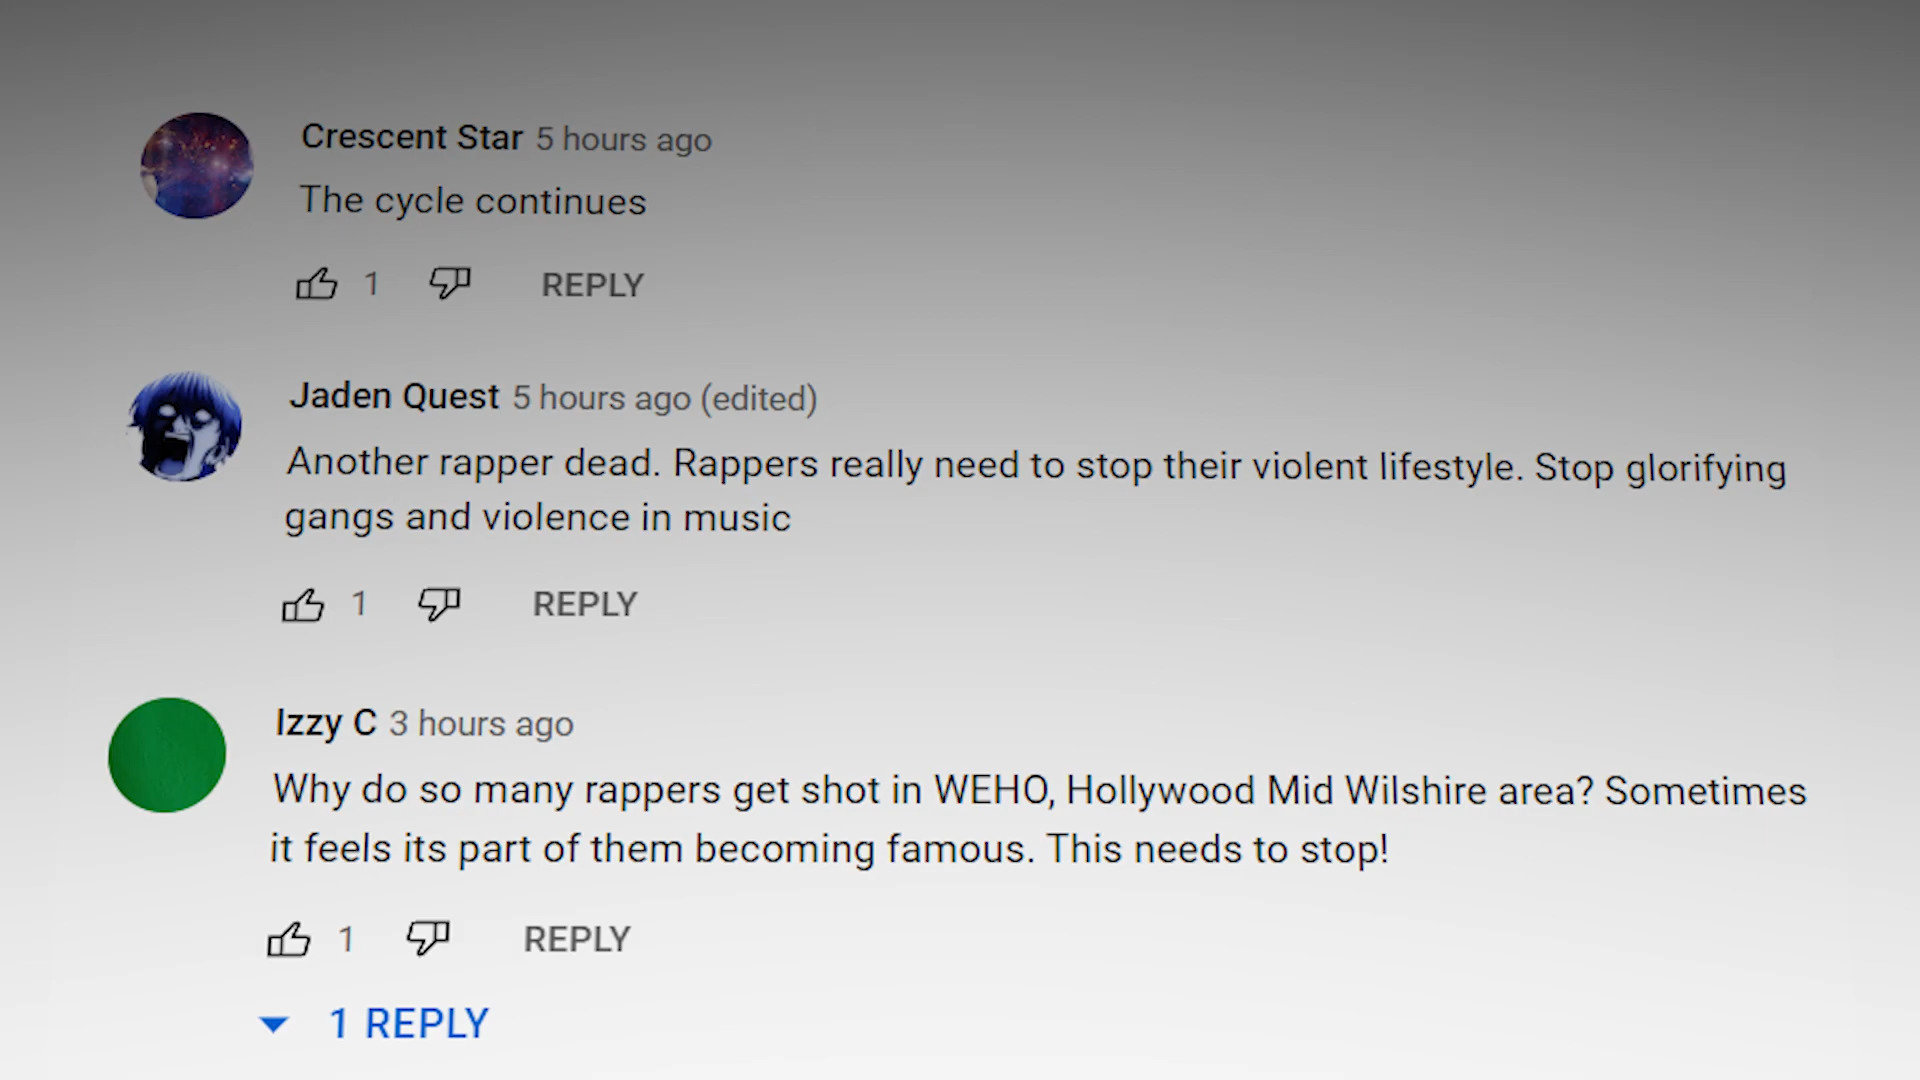 Crescent Star 5 hours ago
The cycle continues
1 REPLY
Jaden Quest 5 hours ago (edited)
Another rapper dead. Rappers really need to stop their violent lifestyle. Stop glorifying
gangs and violence in music
1 REPLY
Izzy C 3 hours ago
Why do so many rappers get shot in WEHO, Hollywood Mid Wilshire area? Sometimes
it feels its part of them becoming famous. This needs to stop!
1 REPLY
1 REPLY